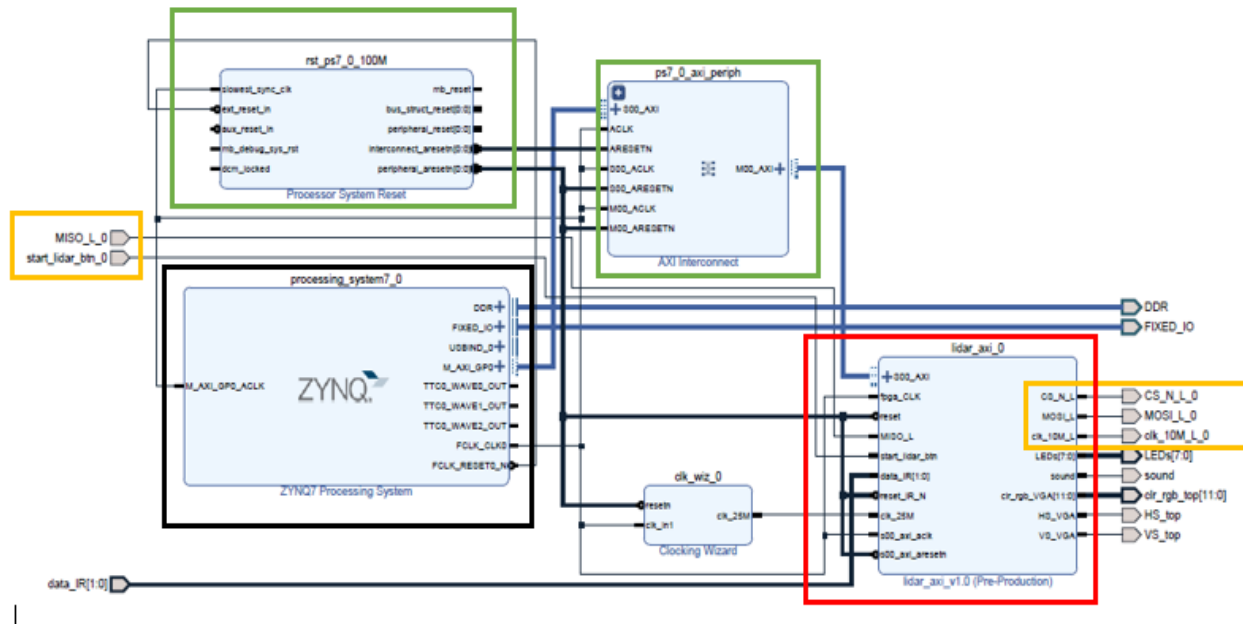 rst_ps7_0_100M
slowest_sync_clk
ext_reset_in
aux_reset_in
mb_debug_sys_rst
dcm_locked
mb_reset
bus_struct_reset[0:0]
peripheral_reset[0:0]
interconnect_aresetn[0:0]
peripheral_aresetn[0:0]
Processor System Reset
ps7_0_axi_periph
S00_AXI
ACLK
ARESETN
S00_ACLK
S00_ARESETN
M00_ACLK
M00_ARESETN
M00_AXI
AXI Interconnect
MISO_L_0
start_lidar_btn_0
processing_system7_0
M_AXI_GP0_ACLK
ZYNQ
DDR
FIXED_IO
USBIND_0
M_AXI_GP0
TTC0_WAVE0_OUT
TTC0_WAVE1_OUT
TTC0_WAVE2_OUT
FCLK_CLK0
FCLK_RESET0_N
ZYNQ7 Processing System
DDR
FIXED_IO
clk_wiz_0
resetn
clk_in1
clk_25M
Clocking Wizard
lidar_axi_0
S00_AXI
fpga_CLK
reset
MISO_L
start_lidar_btn
data_IR[1:0]
reset_IR_N
clk_25M
s00_axi_aclk
s00_axi_aresetn
CS_N_L
MOSI_L
clk_10M_L
LEDs[7:0]
sound
clr_rgb_VGA[11:0]
HS_VGA
VS_VGA
lidar_axi_v1.0 (Pre-Production)
CS_N_L_0
MOSI_L_0
clk_10M_L_0
LEDs[7:0]
sound
clr_rgb_top[11:0]
HS_top
VS_top
data_IR[1:0]